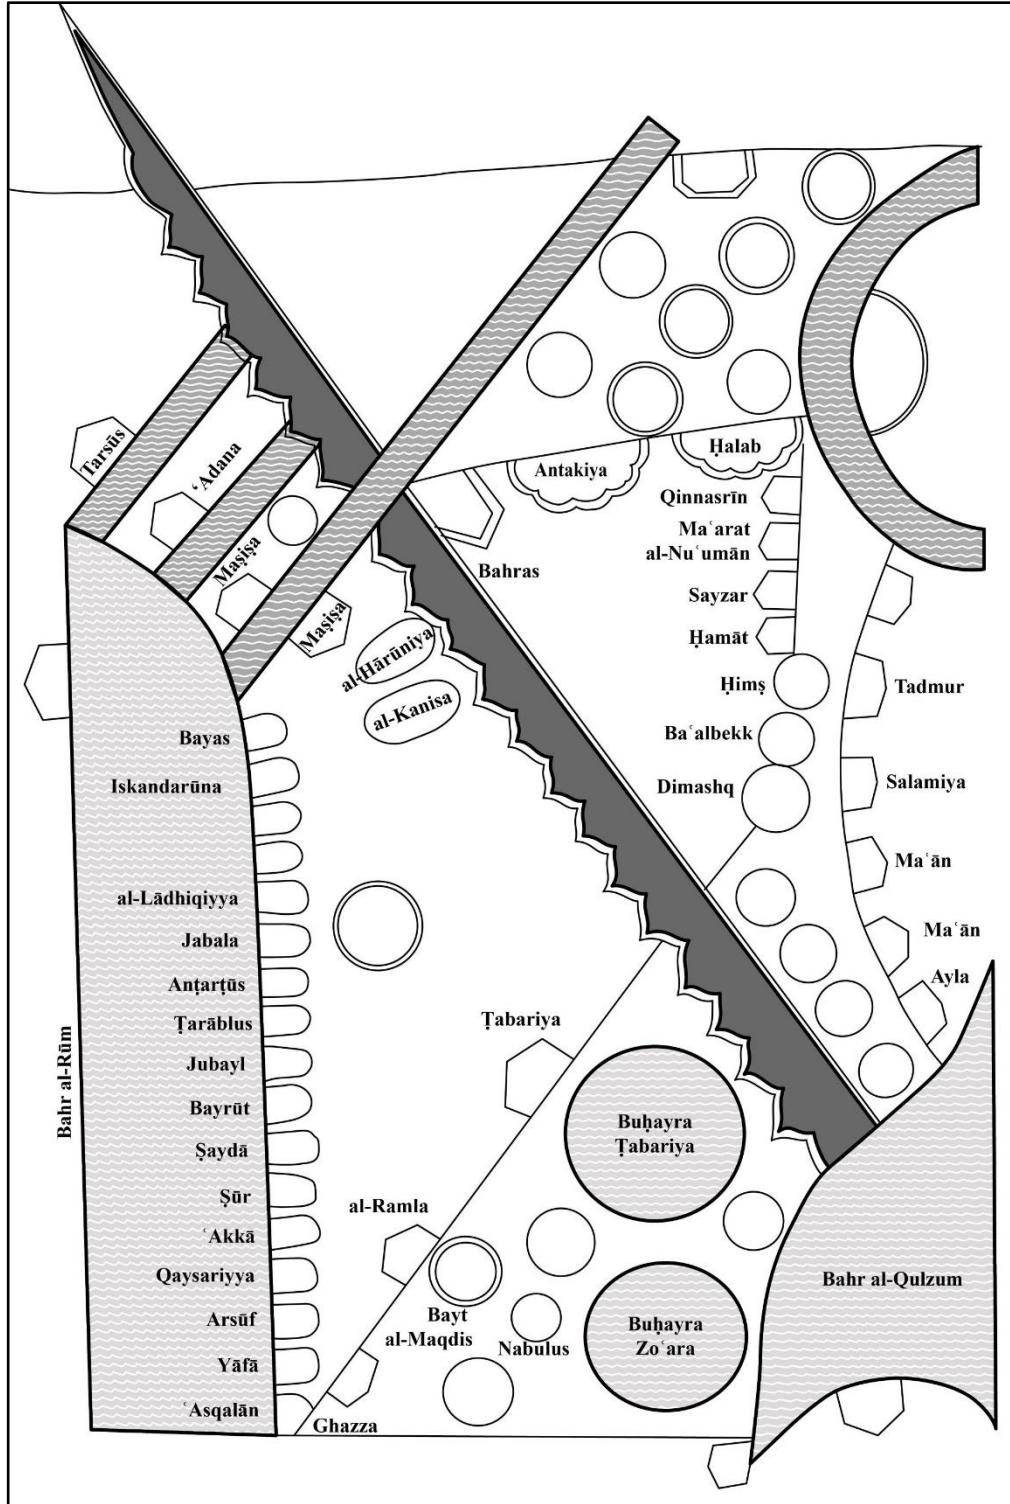 Tarsūs
ʿAdana
Maṣiṣa
Maṣiṣa
al-Hārūniya
al-Kanisa
Antakiya
Ḥalab
Qinnasrīn
Maʿarat
al-Nuʿumān
Bahras
Sayzar
Ḥamāt
Ḥimṣ
Baʿalbekk
Dimashq
Tadmur
Salamiya
Maʿān
Maʿān
Ayla
Bayas
Iskandarūna
al-Lādhiqiyya
Jabala
Anṭarṭūs
Ṭarāblus
Jubayl
Bayrūt
Ṣaydā
Ṣūr
ʿAkkā
Qaysariyya
Arsūf
Yāfā
ʿAsqalān
Bahr al-Rūm
Ṭabariya
Buḥayra
Ṭabariya
al-Ramla
Bayt
al-Maqdis
Nabulus
Buḥayra
Zoʿara
Ghazza
Bahr al-Qulzum